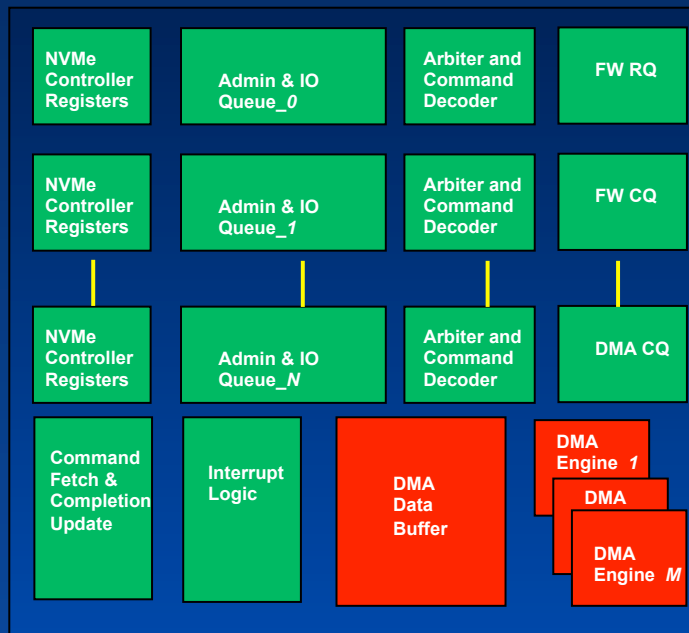 NVMe
Controller
Registers
Admin & IO
Queue_0
Arbiter and
Command
Decoder
FW RQ
NVMe
Controller
Registers
Admin & IO
Queue_1
Arbiter and
Command
Decoder
FW CQ
NVMe
Controller
Registers
Admin & IO
Queue_N
Arbiter and
Command
Decoder
DMA CQ
Command
Fetch &
Completion
Update
Interrupt
Logic
DMA
Data
Buffer
DMA
Engine 1
DMA
DMA
Engine M